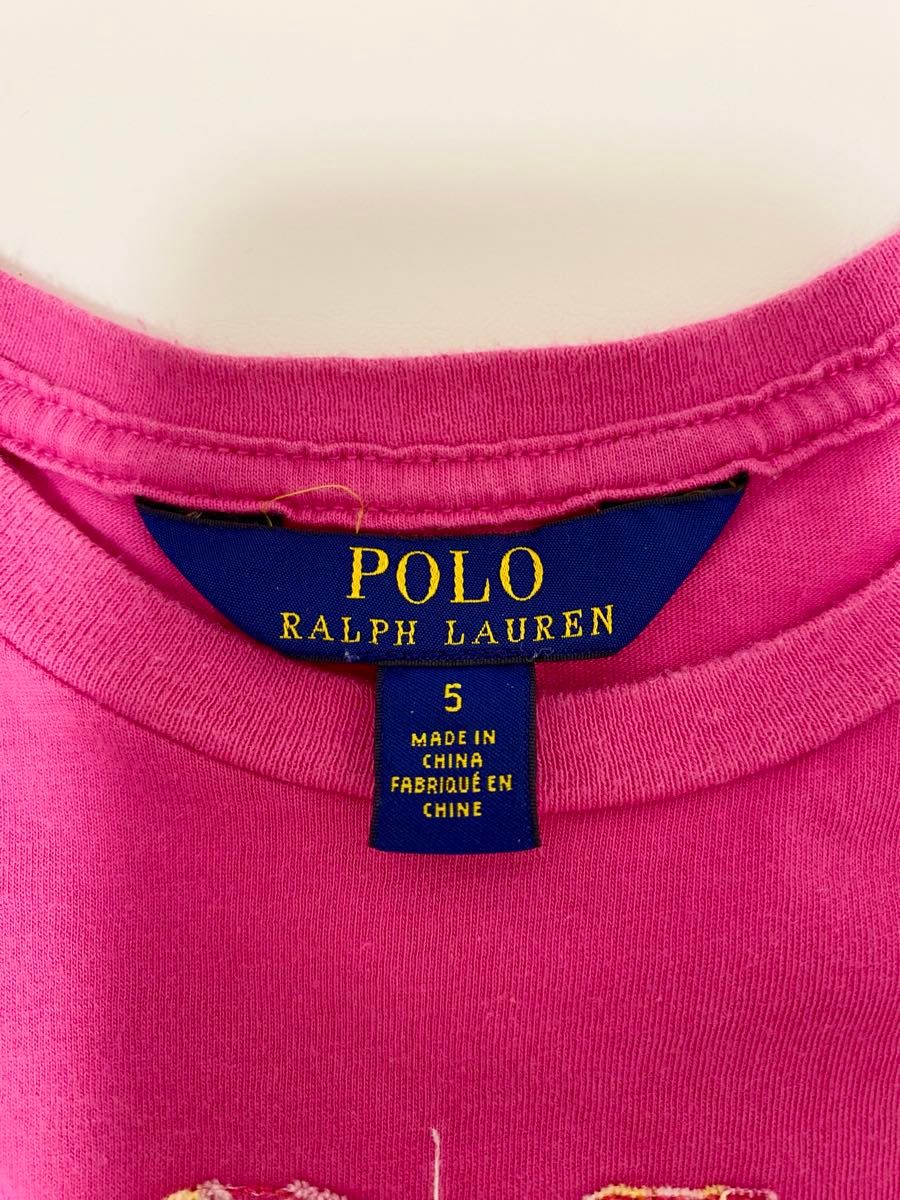 POLO
RALPH LAUREN
5
MADE IN
CHINA
FABRIQUÉ EN
CHINE